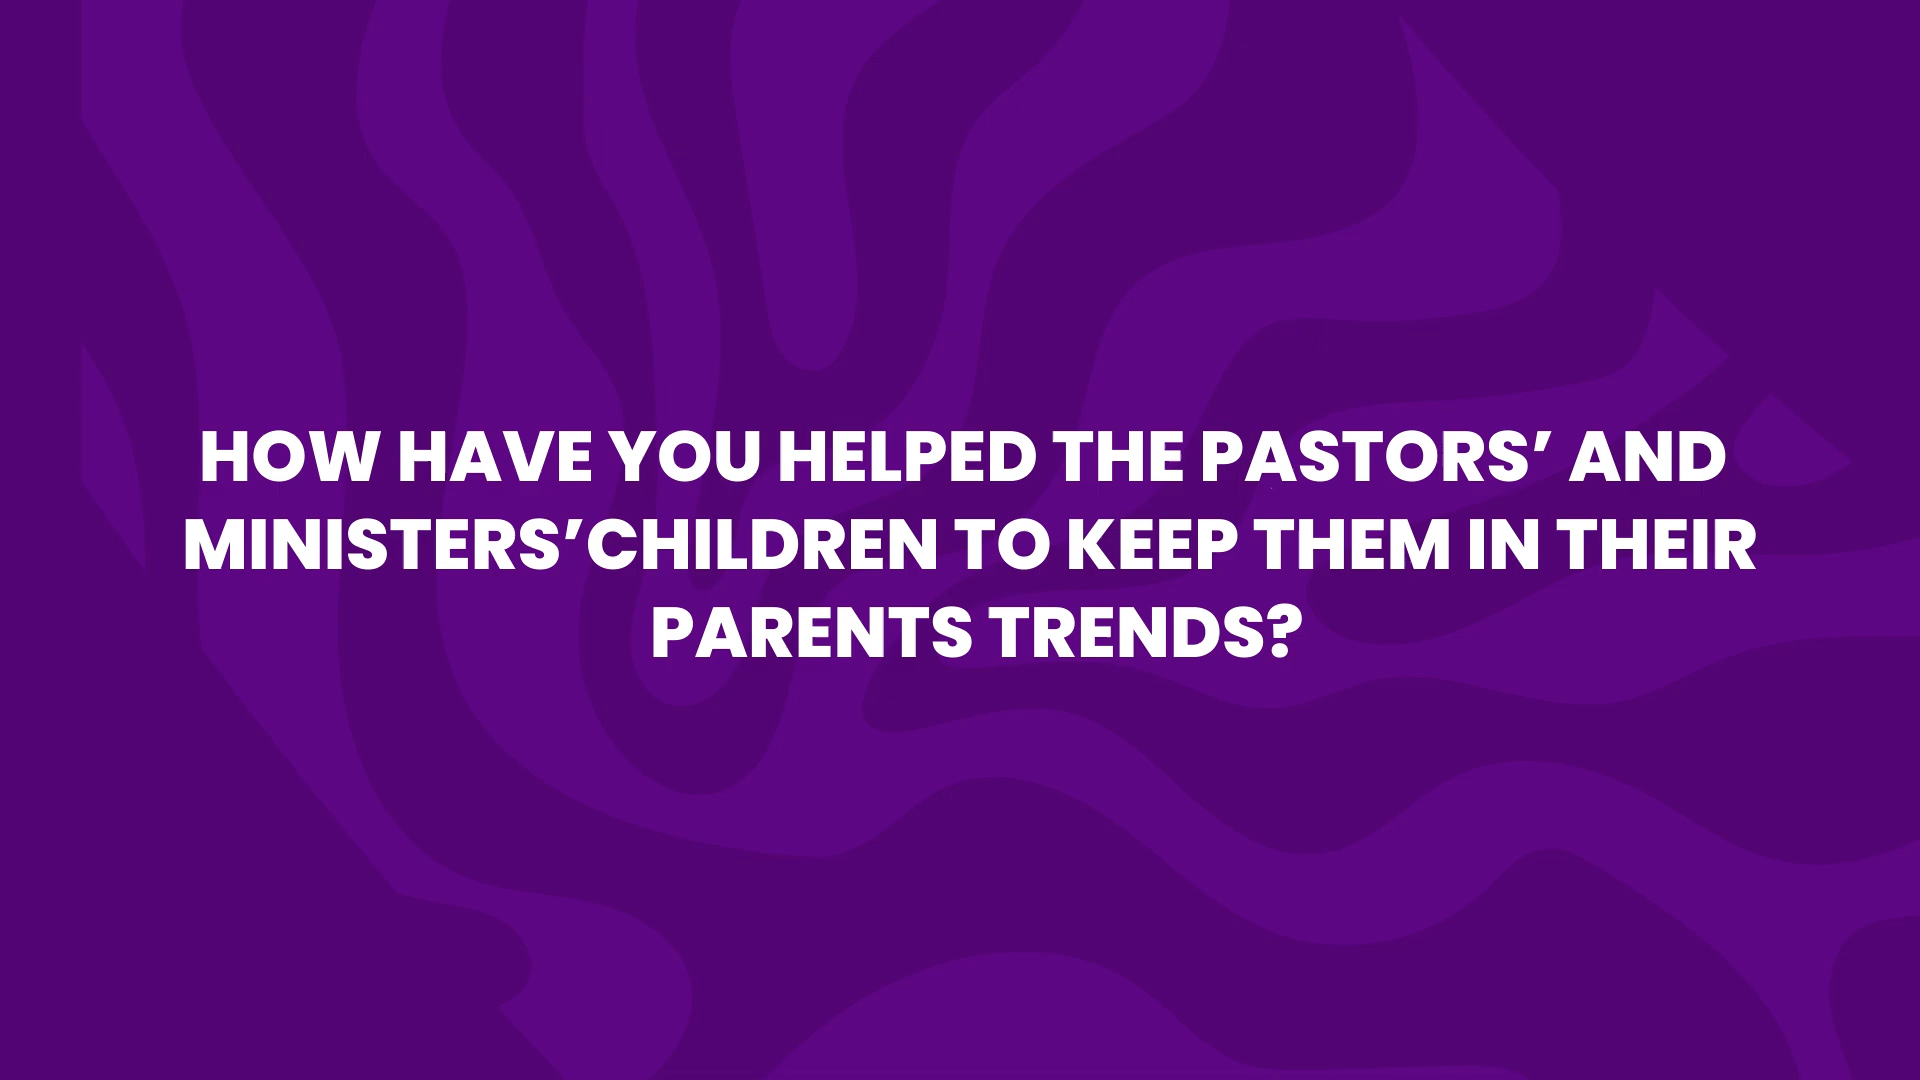 HOW HAVE YOU HELPED THE PASTORS’ AND
MINISTERS’CHILDREN TO KEEP THEM IN THEIR
PARENTS TRENDS?